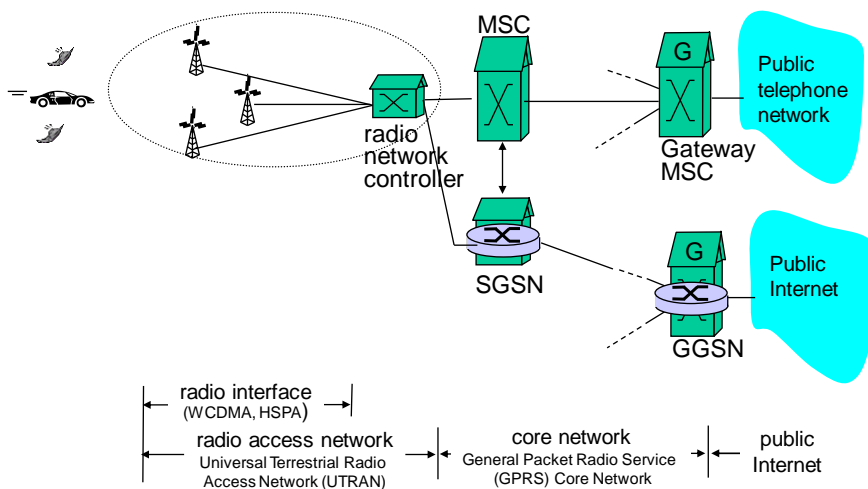 MSC
G
Public
telephone
network
radio
network
controller
Gateway
MSC
G
Public
Internet
SGSN
GGSN
radio interface
(WCDMA, HSPA)
radio access network
Universal Terrestrial Radio
Access Network (UTRAN)
core network
General Packet Radio Service
(GPRS) Core Network
public
Internet